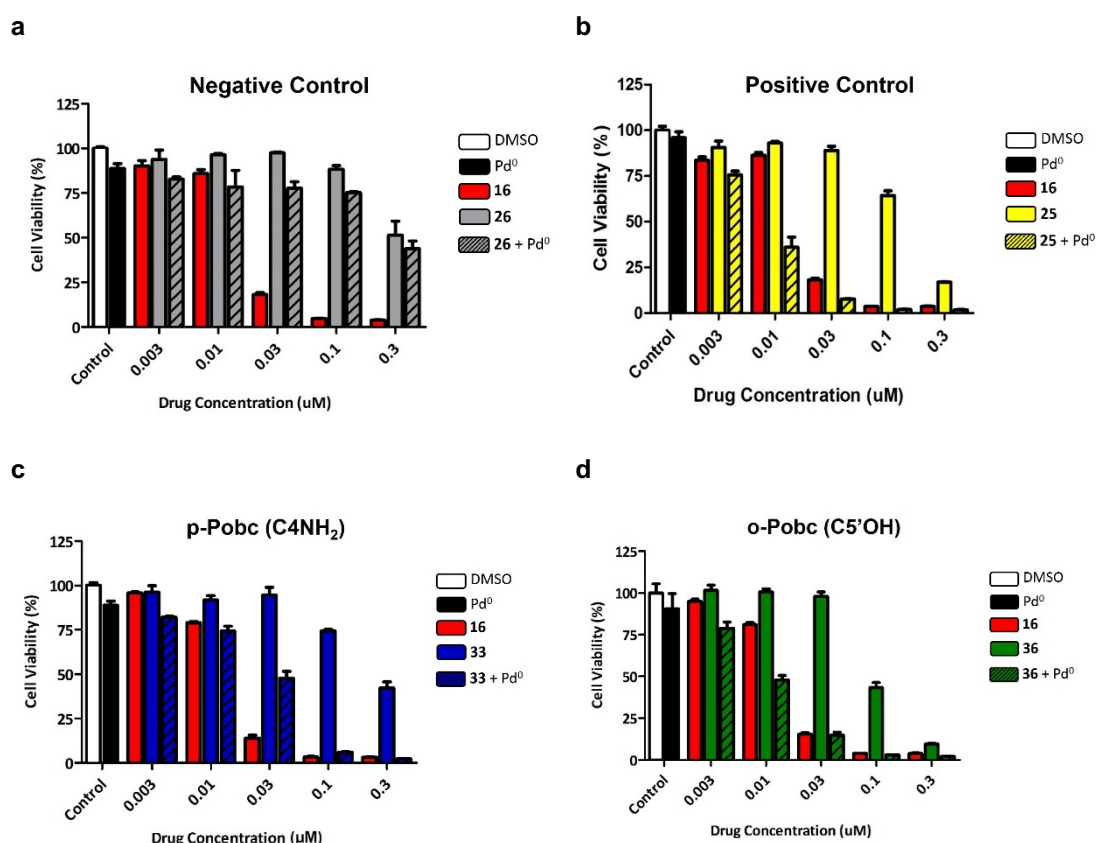 a
Negative Control
Cell Viability (%)
125
100
75
50
25
0
Control
0.003
0.01
0.03
0.1
0.3
Drug Concentration (uM)
DMSO
Pd⁰
16
26
26 + Pd⁰
b
Positive Control
Cell Viability (%)
125
100
75
50
25
0
Control
0.003
0.01
0.03
0.1
0.3
Drug Concentration (uM)
DMSO
Pd⁰
16
25
25 + Pd⁰
c
p-Pobc (C4NH₂)
Cell Viability (%)
125
100
75
50
25
0
Control
0.003
0.01
0.03
0.1
0.3
Drug Concentration (µM)
DMSO
Pd⁰
16
33
33 + Pd⁰
d
o-Pobc (C5’OH)
Cell Viability (%)
125
100
75
50
25
0
Control
0.003
0.01
0.03
0.1
0.3
Drug Concentration (uM)
DMSO
Pd⁰
16
36
36 + Pd⁰